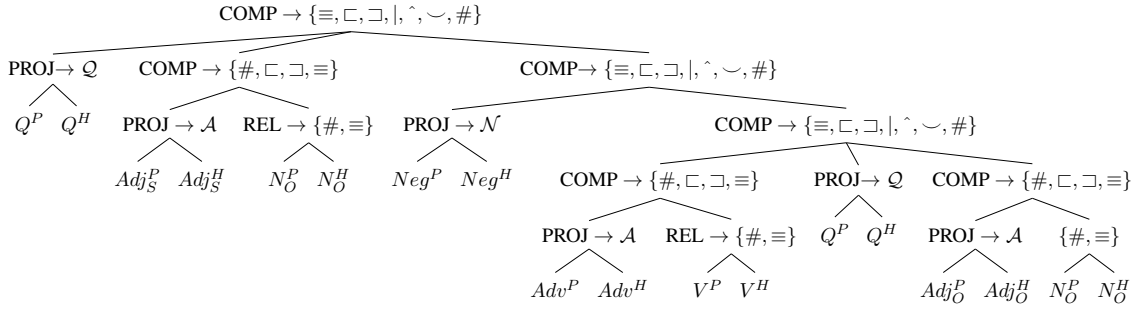 COMP → {≡, ⊏, ⊐, |, ^, ⌣, #}
PROJ→ 𝒬 COMP → {#, ⊏, ⊐, ≡} COMP→ {≡, ⊏, ⊐, |, ^, ⌣, #}
Q^P Q^H PROJ → 𝒜 REL → {#, ≡} PROJ → 𝒩 COMP → {≡, ⊏, ⊐, |, ^, ⌣, #}
Adj_S^P Adj_S^H N_O^P N_O^H Neg^P Neg^H COMP → {#, ⊏, ⊐, ≡} PROJ→ 𝒬 COMP → {#, ⊏, ⊐, ≡}
PROJ → 𝒜 REL → {#, ≡} Q^P Q^H PROJ → 𝒜 {#, ≡}
Adv^P Adv^H V^P V^H Adj_O^P Adj_O^H N_O^P N_O^H